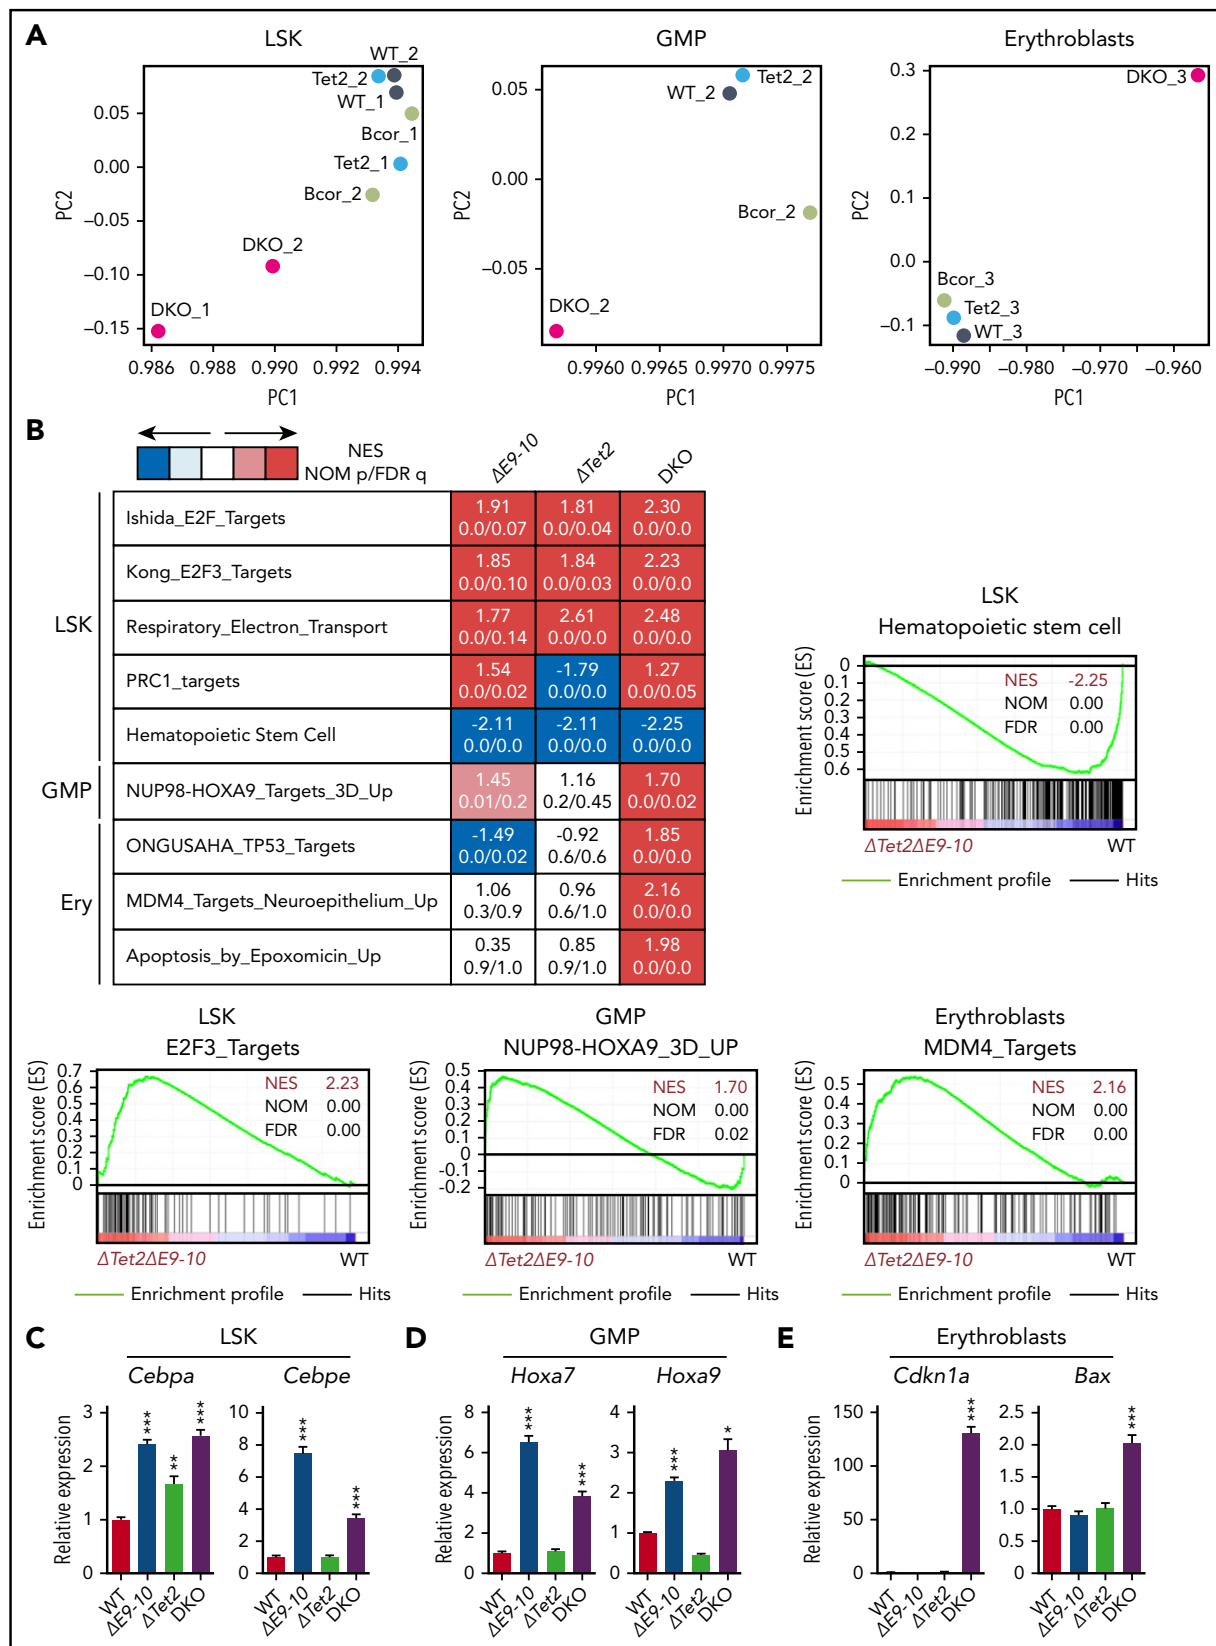 A
LSK
GMP
Erythroblasts
PC2
0.05
0.00
−0.05
−0.10
−0.15
WT_2
Tet2_2
WT_1
Bcor_1
Tet2_1
Bcor_2
DKO_2
DKO_1
0.986 0.988 0.990 0.992 0.994
PC1
PC2
0.00
−0.05
Tet2_2
WT_2
Bcor_2
DKO_2
0.9960 0.9965 0.9970 0.9975
PC1
PC2
0.3
0.2
0.1
0.0
−0.1
DKO_3
Bcor_3
Tet2_3
WT_3
−0.990 −0.980 −0.970 −0.960
PC1
B
NES
NOM p/FDR q
ΔE9-10 ΔTet2 DKO
LSK
Ishida_E2F_Targets 1.91 1.81 2.30
0.0/0.07 0.0/0.04 0.0/0.0
Kong_E2F3_Targets 1.85 1.84 2.23
0.0/0.10 0.0/0.03 0.0/0.0
Respiratory_Electron_Transport 1.77 2.61 2.48
0.0/0.14 0.0/0.0 0.0/0.0
PRC1_targets 1.54 -1.79 1.27
0.0/0.02 0.0/0.0 0.0/0.05
Hematopoietic Stem Cell -2.11 -2.11 -2.25
0.0/0.0 0.0/0.0 0.0/0.0
GMP
NUP98-HOXA9_Targets_3D_Up 1.45 1.16 1.70
0.01/0.2 0.2/0.45 0.0/0.02
Ery
ONGUSAHA_TP53_Targets -1.49 -0.92 1.85
0.0/0.02 0.6/0.6 0.0/0.0
MDM4_Targets_Neuroepithelium_Up 1.06 0.96 2.16
0.3/0.9 0.6/1.0 0.0/0.0
Apoptosis_by_Epoxomicin_Up 0.35 0.85 1.98
0.9/1.0 0.9/1.0 0.0/0.0
LSK
Hematopoietic stem cell
Enrichment score (ES)
0
0.1
0.2
0.3
0.4
0.5
0.6
NES -2.25
NOM 0.00
FDR 0.00
ΔTet2ΔE9-10 WT
Enrichment profile Hits
LSK
E2F3_Targets
Enrichment score (ES)
0.7
0.6
0.5
0.4
0.3
0.2
0.1
0
NES 2.23
NOM 0.00
FDR 0.00
ΔTet2ΔE9-10 WT
Enrichment profile Hits
GMP
NUP98-HOXA9_3D_UP
Enrichment score (ES)
0.5
0.4
0.3
0.2
0.1
0
-0.1
-0.2
NES 1.70
NOM 0.00
FDR 0.02
ΔTet2ΔE9-10 WT
Enrichment profile Hits
Erythroblasts
MDM4_Targets
Enrichment score (ES)
0.5
0.4
0.3
0.2
0.1
0
NES 2.16
NOM 0.00
FDR 0.00
ΔTet2ΔE9-10 WT
Enrichment profile Hits
C
LSK
Cebpa
Relative expression
3
2
1
0
***
**
***
WT ΔE9-10 ΔTet2 DKO
Cebpe
10
8
6
4
2
0
***
***
WT ΔE9-10 ΔTet2 DKO
D
GMP
Hoxa7
Relative expression
8
6
4
2
0
***
***
WT ΔE9-10 ΔTet2 DKO
Hoxa9
4
3
2
1
0
***
*
WT ΔE9-10 ΔTet2 DKO
E
Erythroblasts
Cdkn1a
Relative expression
150
100
50
0
***
WT ΔE9-10 ΔTet2 DKO
Bax
2.5
2.0
1.5
1.0
0.5
0
***
WT ΔE9-10 ΔTet2 DKO